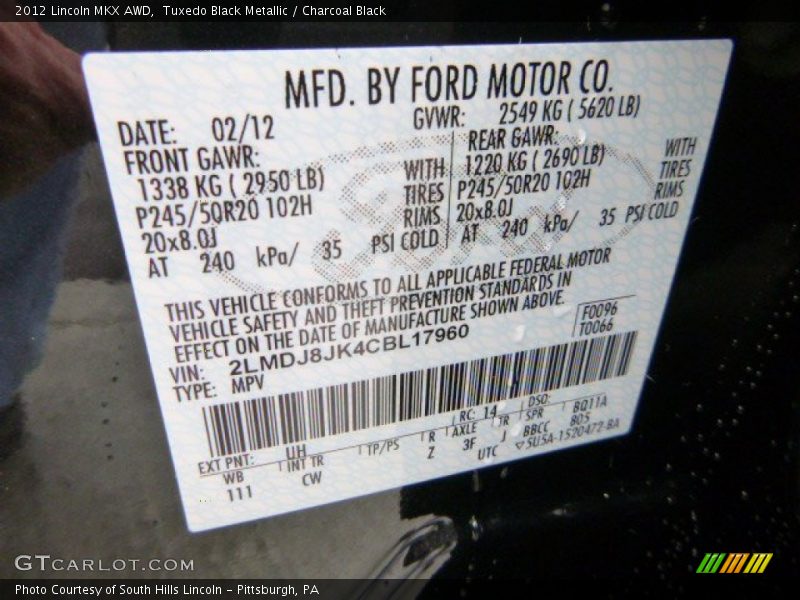 2012 Lincoln MKX AWD, Tuxedo Black Metallic / Charcoal Black
MFD. BY FORD MOTOR CO.
DATE: 02/12
GVWR: 2549 KG ( 5620 LB)
FRONT GAWR:
1338 KG ( 2950 LB)
P245/50R20 102H
20x8.0J
WITH
TIRES
RIMS
AT 240 kPa/ 35 PSI COLD
REAR GAWR:
1220 KG ( 2690 LB)
P245/50R20 102H
20x8.0J
WITH
TIRES
RIMS
AT 240 kPa/ 35 PSI COLD
THIS VEHICLE CONFORMS TO ALL APPLICABLE FEDERAL MOTOR
VEHICLE SAFETY AND THEFT PREVENTION STANDARDS IN
EFFECT ON THE DATE OF MANUFACTURE SHOWN ABOVE.
F0096
T0066
VIN: 2LMDJ8JK4CBL17960
TYPE: MPV
EXT PNT: UH RC: 14 DSO:
WB INT TR TP/PS R AXLE TR SPR BQ11A
111 CW Z 3F J BBCC 805
UTC ▽5U5A-1520472-BA
GTCARLOT.COM
Photo Courtesy of South Hills Lincoln – Pittsburgh, PA